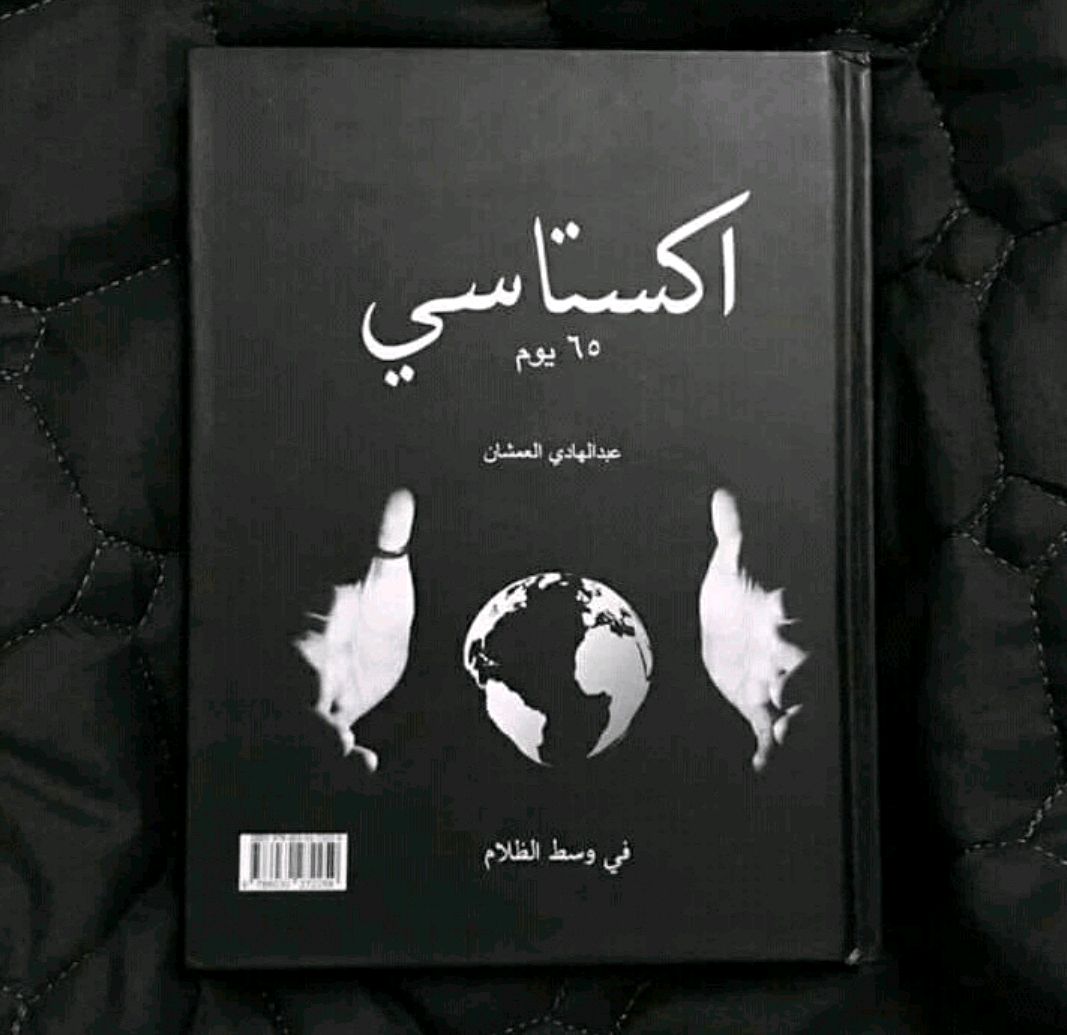 اكستاسي
٦٥ يوم
عبدالهادي العمشان
في وسط الظلام